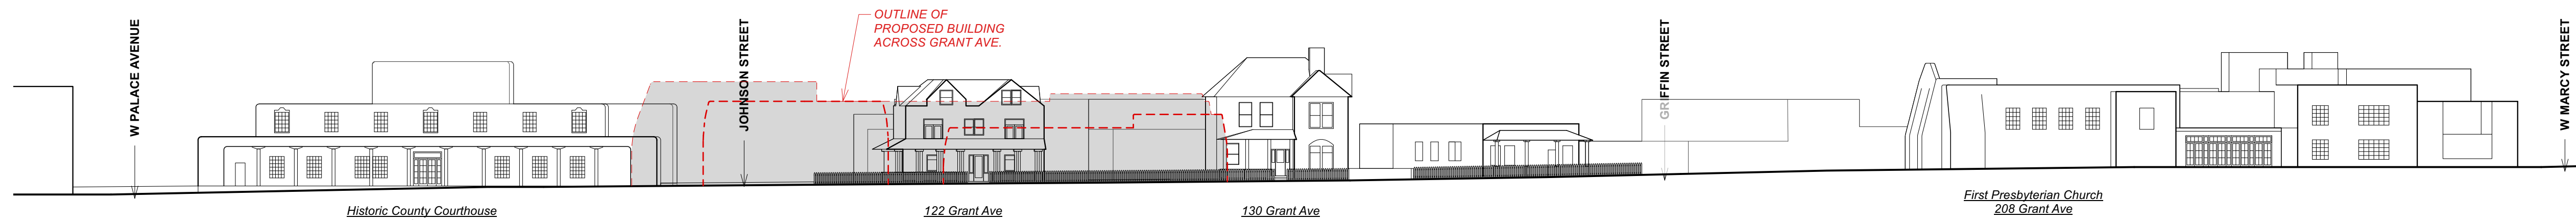 W PALACE AVENUE
JOHNSON STREET
OUTLINE OF
PROPOSED BUILDING
ACROSS GRANT AVE.
GRIFFIN STREET
W MARCY STREET
Historic County Courthouse
122 Grant Ave
130 Grant Ave
First Presbyterian Church
208 Grant Ave